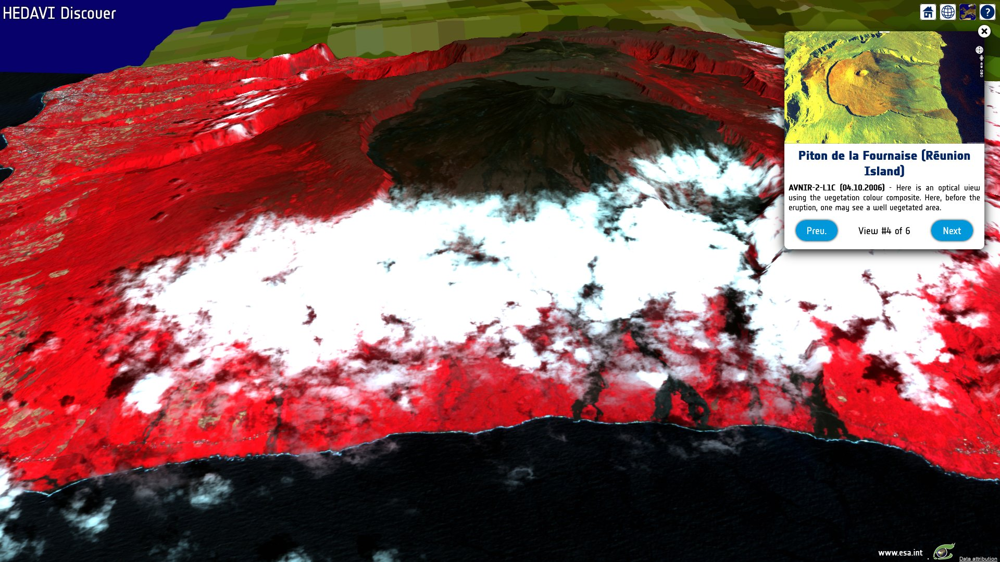 HEDAVI Discover
Piton de la Fournaise (Réunion
Island)
AVNIR-2-L1C (04.10.2006) - Here is an optical view
using the vegetation colour composite. Here, before the
eruption, one may see a well vegetated area.
Prev. View #4 of 6 Next
www.esa.int
Data attribution